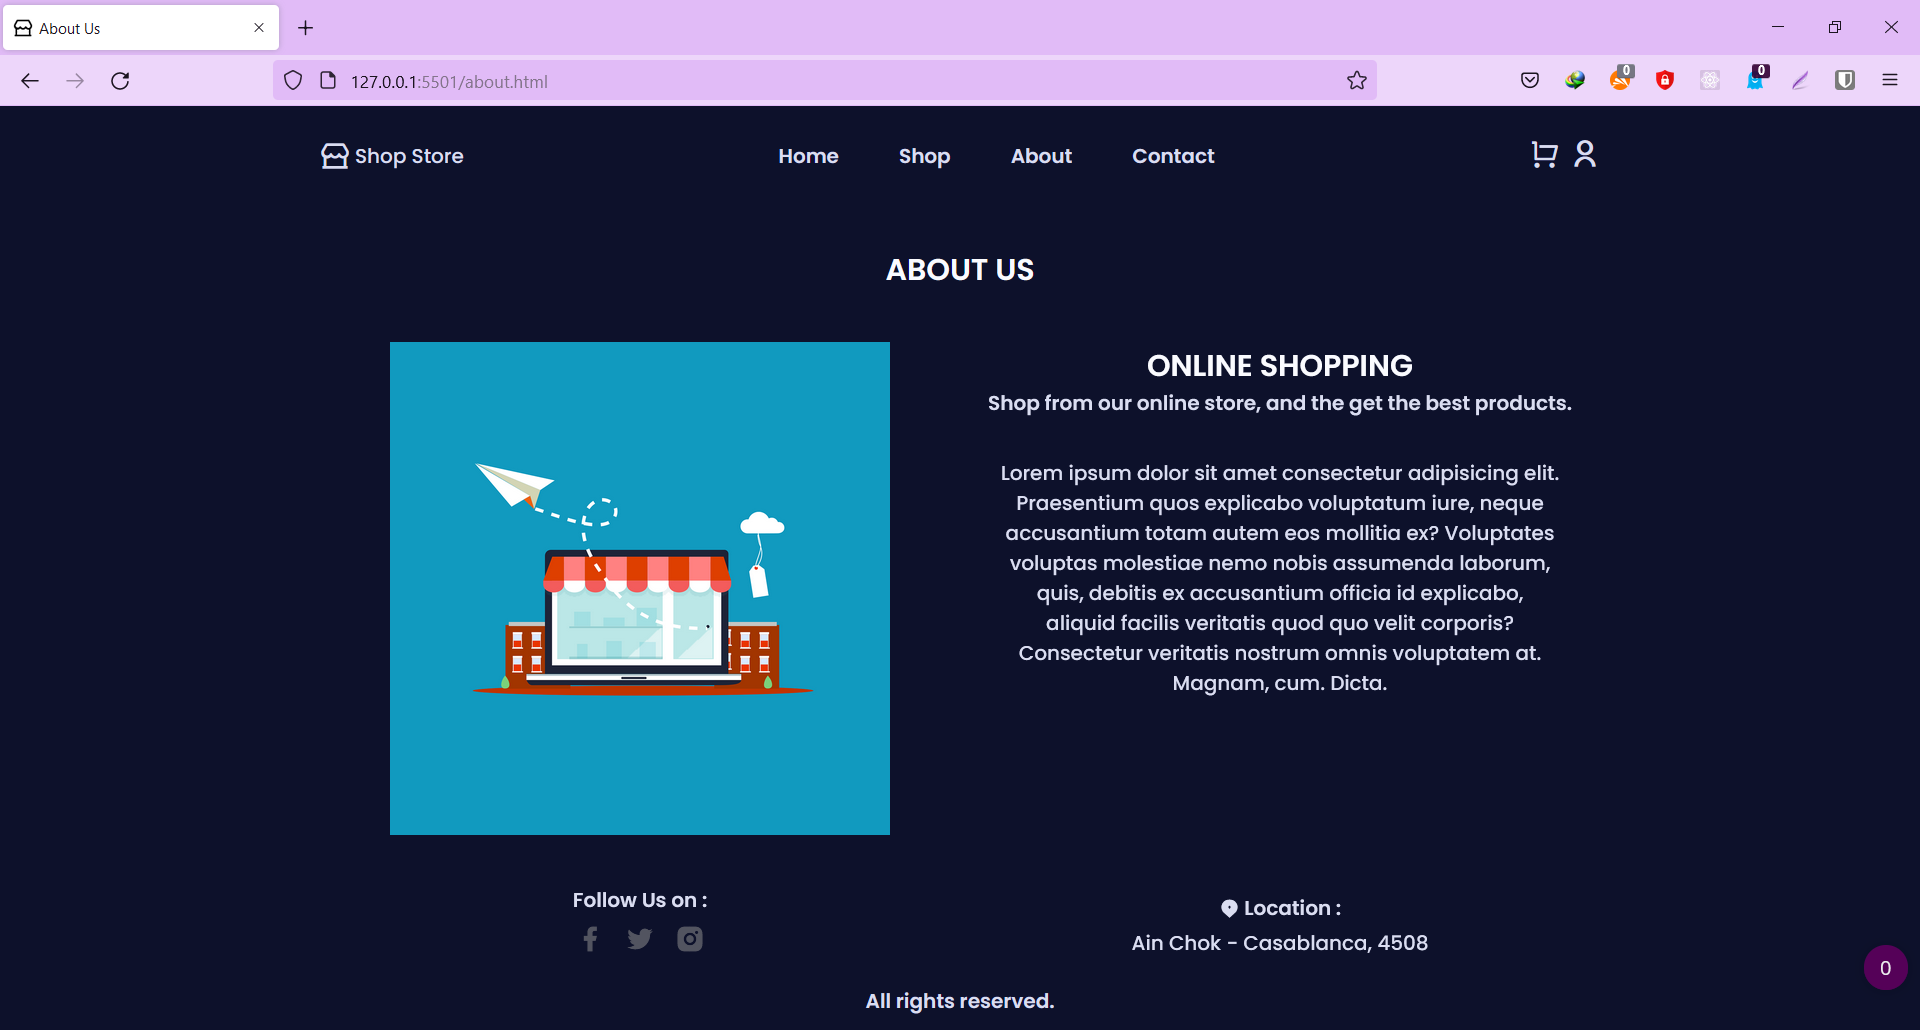 About Us
127.0.0.1:5501/about.html
0
0
Shop Store
Home
Shop
About
Contact
ABOUT US
ONLINE SHOPPING
Shop from our online store, and the get the best products.
Lorem ipsum dolor sit amet consectetur adipisicing elit.
Praesentium quos explicabo voluptatum iure, neque
accusantium totam autem eos mollitia ex? Voluptates
voluptas molestiae nemo nobis assumenda laborum,
quis, debitis ex accusantium officia id explicabo,
aliquid facilis veritatis quod quo velit corporis?
Consectetur veritatis nostrum omnis voluptatem at.
Magnam, cum. Dicta.
Follow Us on :
Location :
Ain Chok - Casablanca, 4508
0
All rights reserved.